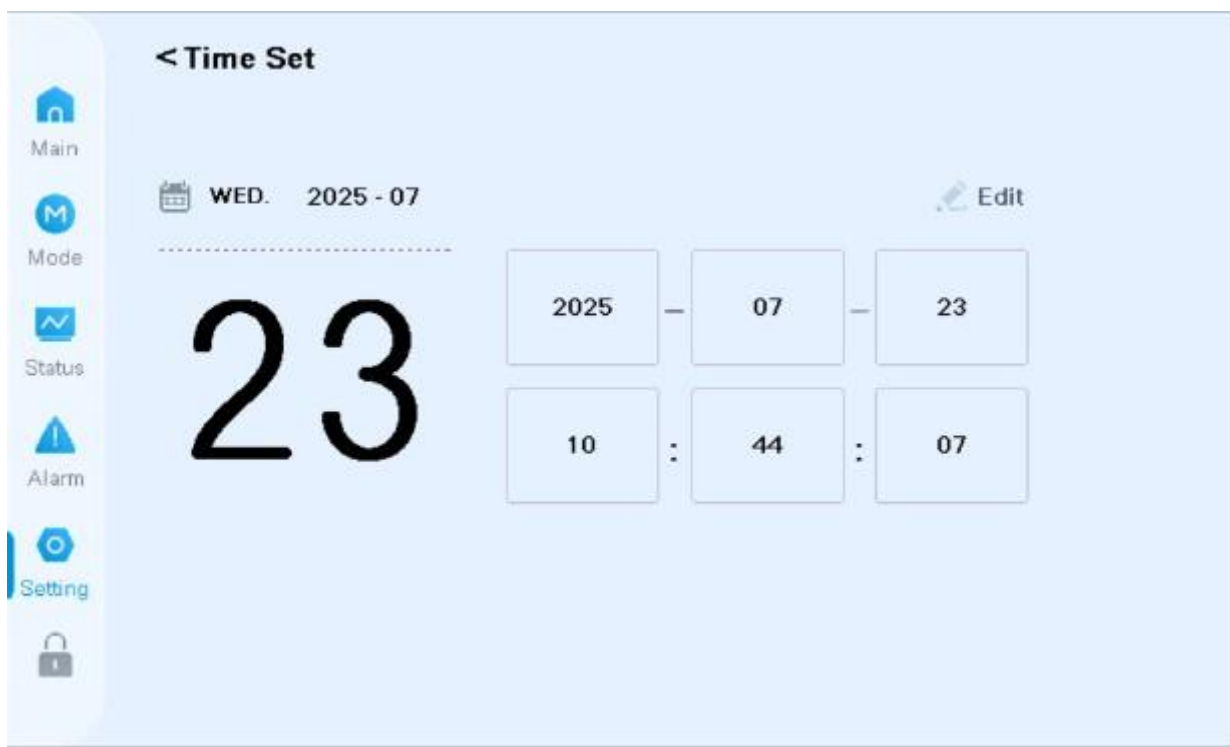 <Time Set
Main
Mode
Status
Alarm
Setting
WED. 2025 - 07
23
Edit
2025 – 07 – 23
10 : 44 : 07